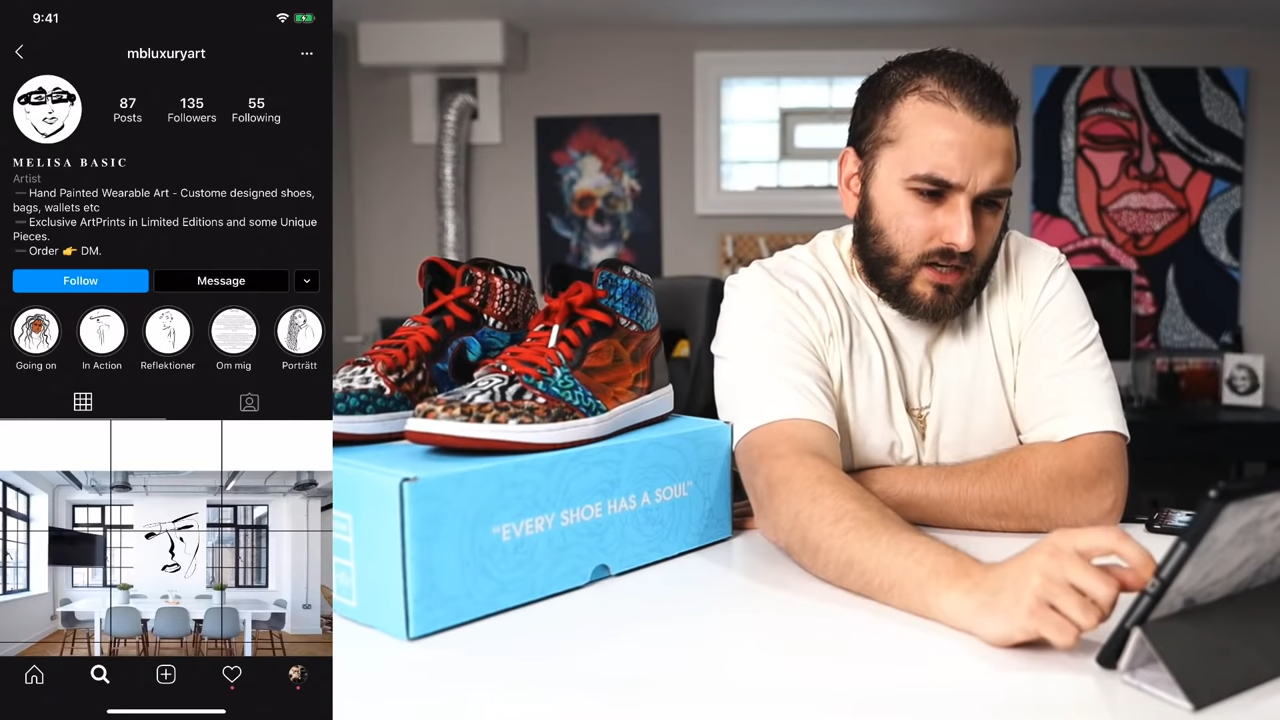 9:41
mbluxuryart
87
135
55
Posts
Followers
Following
MELISA BASIC
Artist
— Hand Painted Wearable Art - Custome designed shoes,
bags, wallets etc
— Exclusive ArtPrints in Limited Editions and some Unique
Pieces.
— Order 👉 DM.
Follow
Message
Going on
In Action
Reflektioner
Om mig
Porträtt
"EVERY SHOE HAS A SOUL"